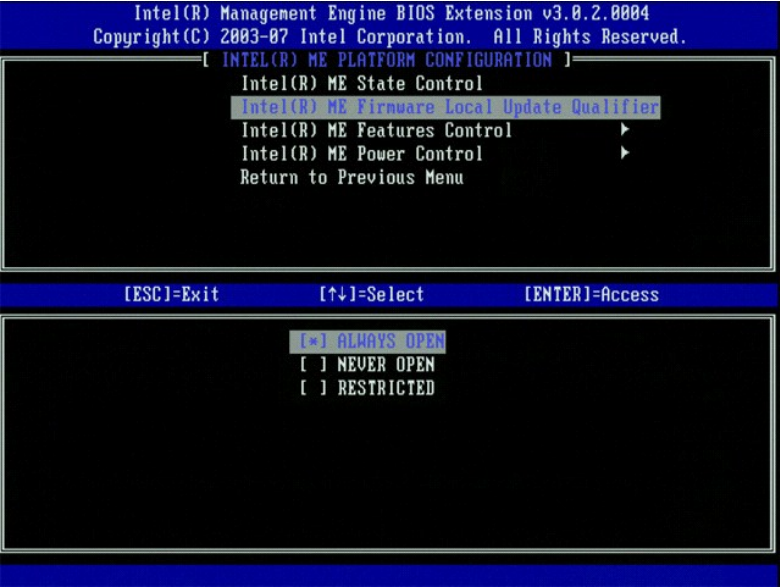 Intel(R) Management Engine BIOS Extension v3.0.2.0004
Copyright(C) 2003-07 Intel Corporation. All Rights Reserved.
[ INTEL(R) ME PLATFORM CONFIGURATION ]
Intel(R) ME State Control
Intel(R) ME Firmware Local Update Qualifier
Intel(R) ME Features Control ▶
Intel(R) ME Power Control ▶
Return to Previous Menu
[ESC]=Exit [↑↓]=Select [ENTER]=Access
[*] ALWAYS OPEN
[ ] NEVER OPEN
[ ] RESTRICTED